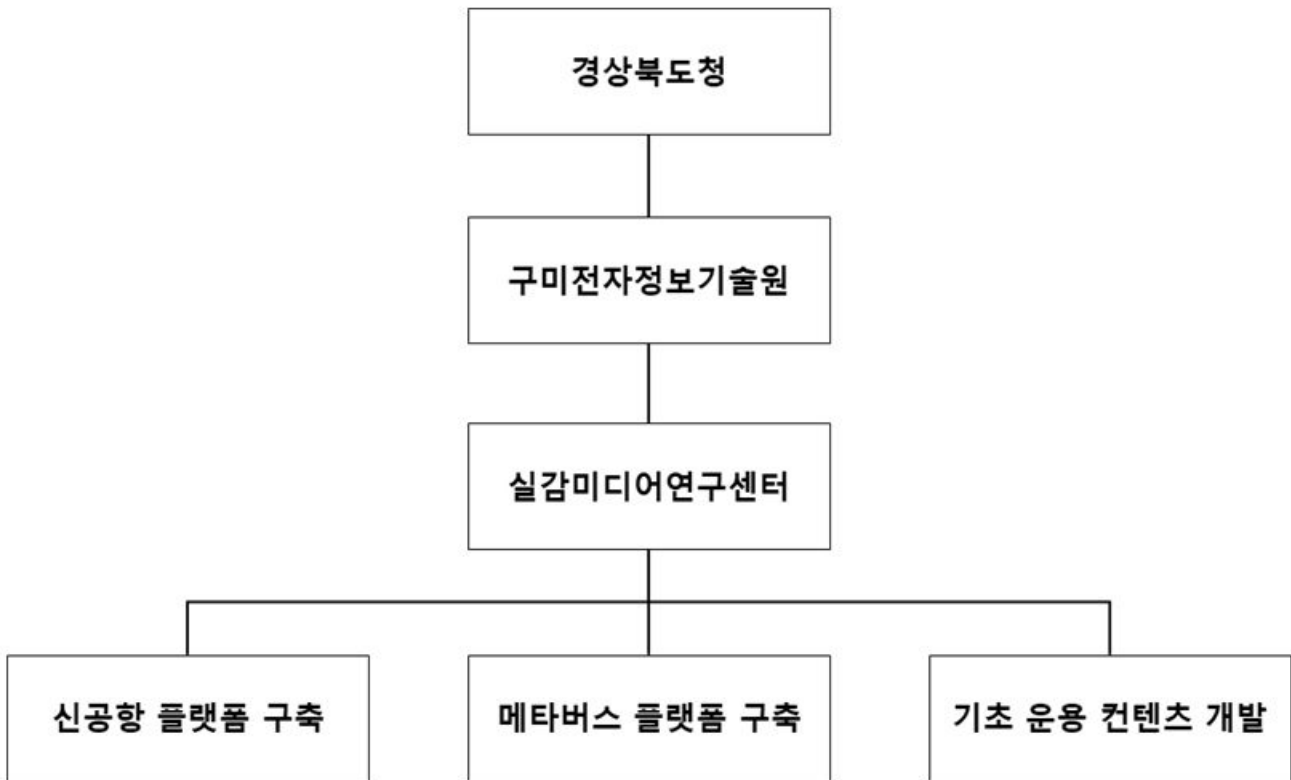 경상북도청
구미전자정보기술원
실감미디어연구센터
신공항 플랫폼 구축
메타버스 플랫폼 구축
기초 운용 컨텐츠 개발